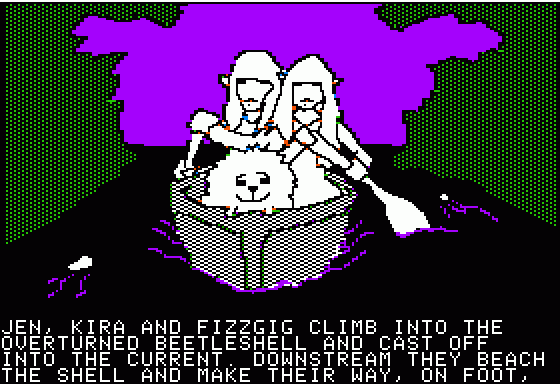 JEN, KIRA AND FIZZGIG CLIMB INTO THE
OVERTURNED BEETLESHELL AND CAST OFF
INTO THE CURRENT. DOWNSTREAM THEY BEACH
THE SHELL AND MAKE THEIR WAY, ON FOOT,